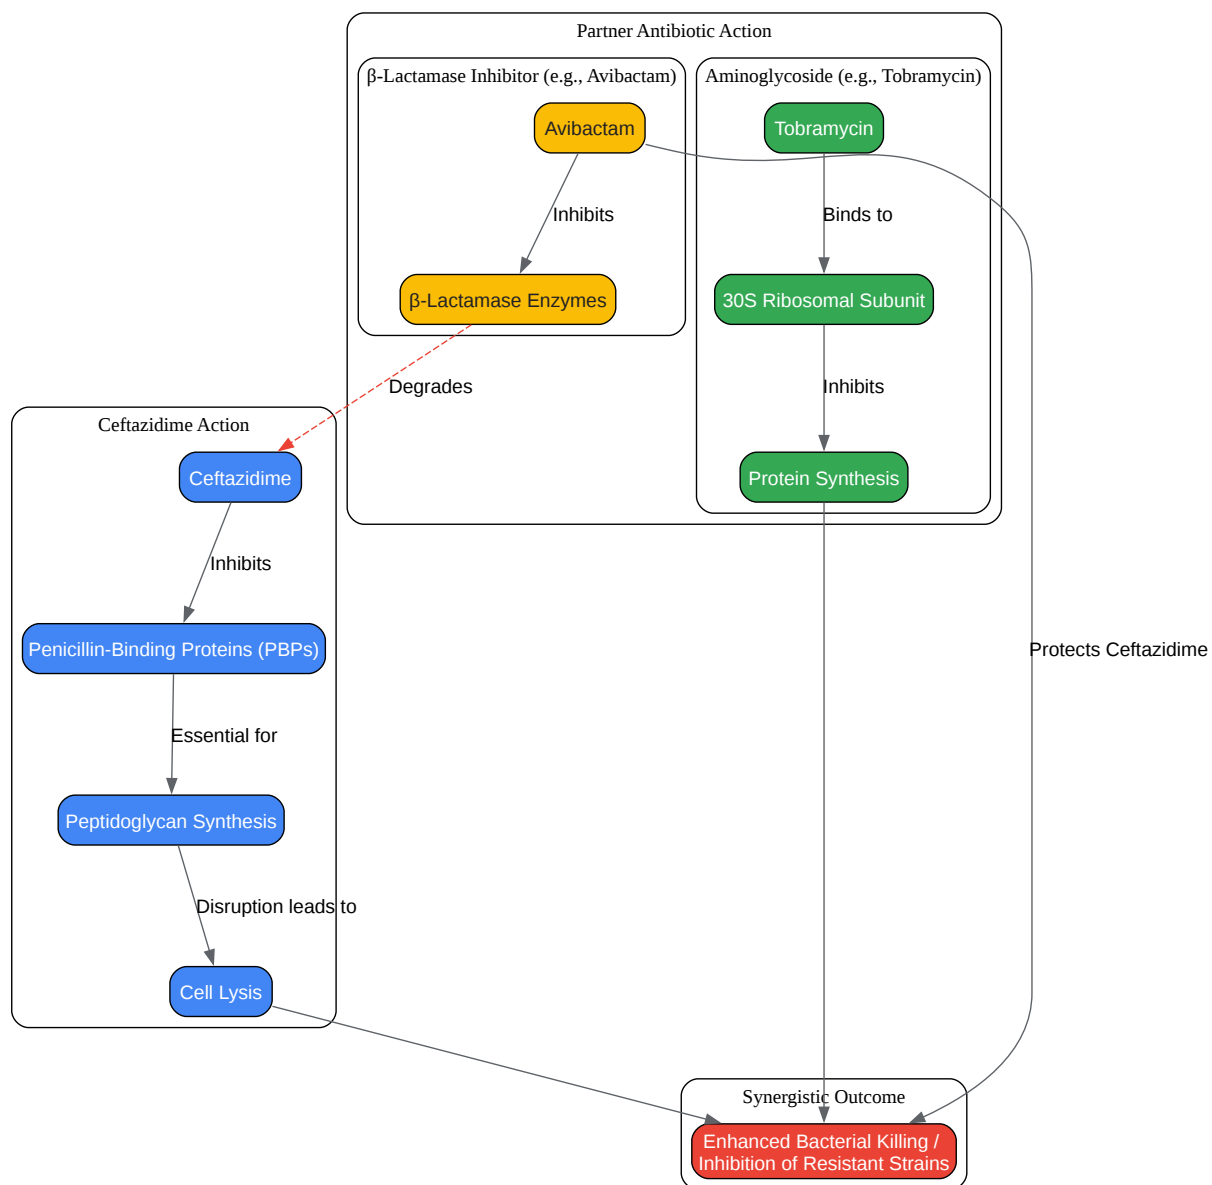 Partner Antibiotic Action
β-Lactamase Inhibitor (e.g., Avibactam)
Aminoglycoside (e.g., Tobramycin)
Avibactam
Tobramycin
Inhibits
Binds to
β-Lactamase Enzymes
30S Ribosomal Subunit
Degrades
Inhibits
Ceftazidime Action
Ceftazidime
Protein Synthesis
Inhibits
Penicillin-Binding Proteins (PBPs)
Protects Ceftazidime
Essential for
Peptidoglycan Synthesis
Disruption leads to
Cell Lysis
Synergistic Outcome
Enhanced Bacterial Killing /
Inhibition of Resistant Strains